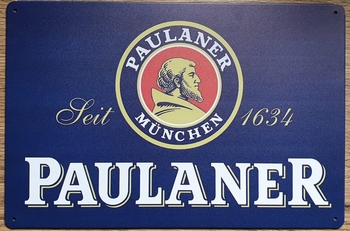 PAULANER
MÜNCHEN
Seit 1634
PAULANER